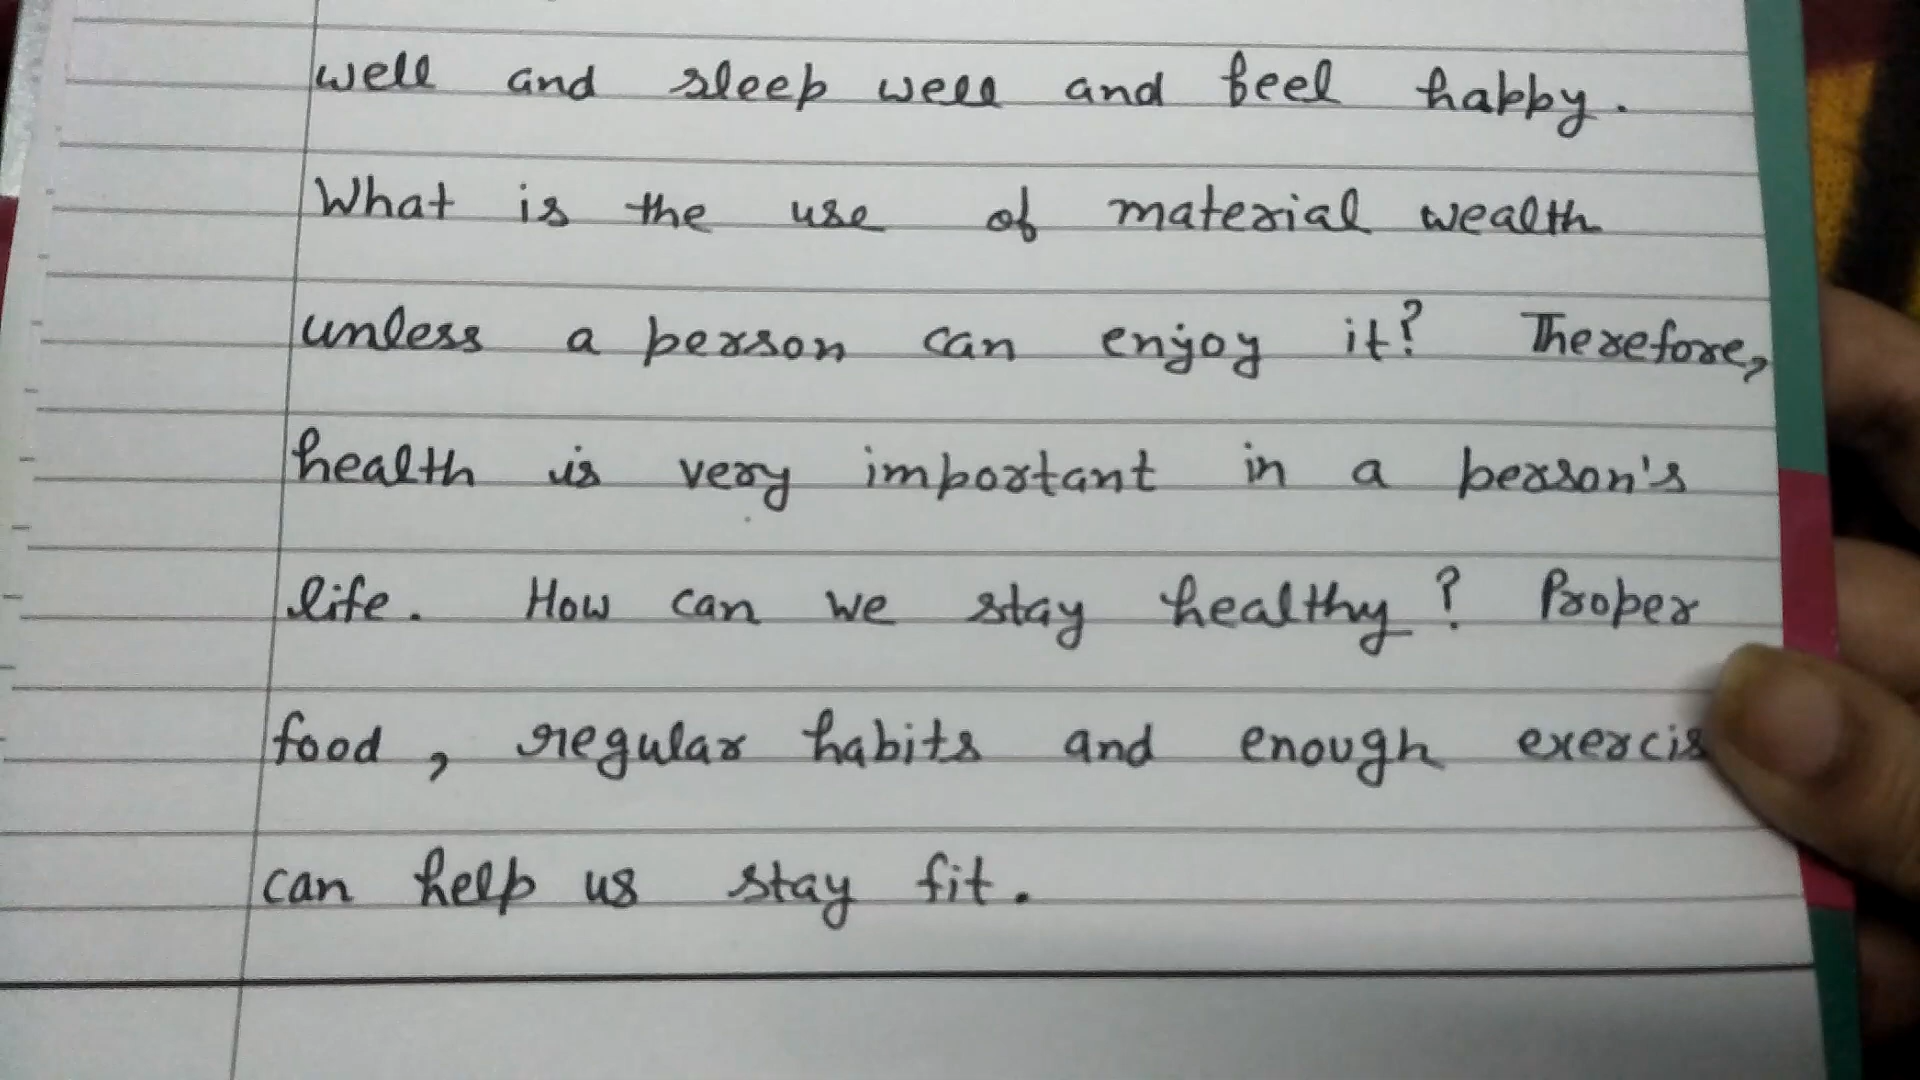 well and sleep well and feel happy.
What is the use of material wealth
unless a person can enjoy it? Therefore,
health is very important in a person's
life. How can we stay healthy? Proper
food, regular habits and enough exercis
can help us stay fit.